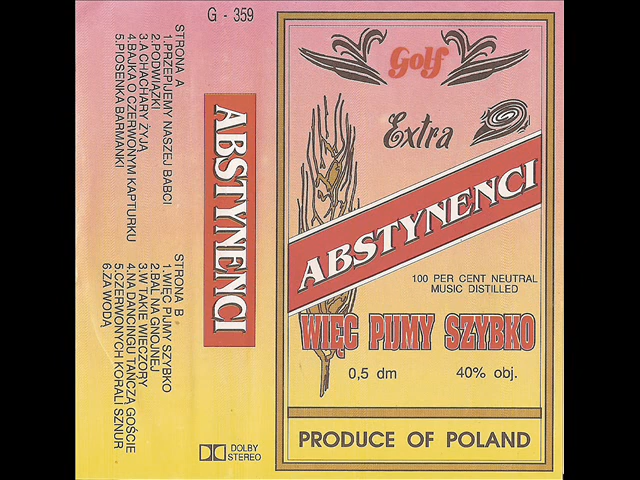 G - 359
STRONA A
1.PRZEPIJEMY NASZEJ BABCI
2.PODWIĄZKI
3.A CHACHARY ŻYJĄ
4.BAJKA O CZERWONYM KAPTURKU
5.PIOSENKA BARMANKI
STRONA B
1.WIĘC PIJMY SZYBKO
2.BAL NA GNOJNEJ
3.W TAKIE WIECZORY
4.NA DANCINGU TAŃCZĄ GOŚCIE
5.CZERWONYCH KORALI SZNUR
6.ZA WODĄ
ABSTYNENCI
DOLBY
STEREO
Golf
Extra
ABSTYNENCI
100 PER CENT NEUTRAL
MUSIC DISTILLED
WIĘC PIJMY SZYBKO
0,5 dm
40% obj.
PRODUCE OF POLAND